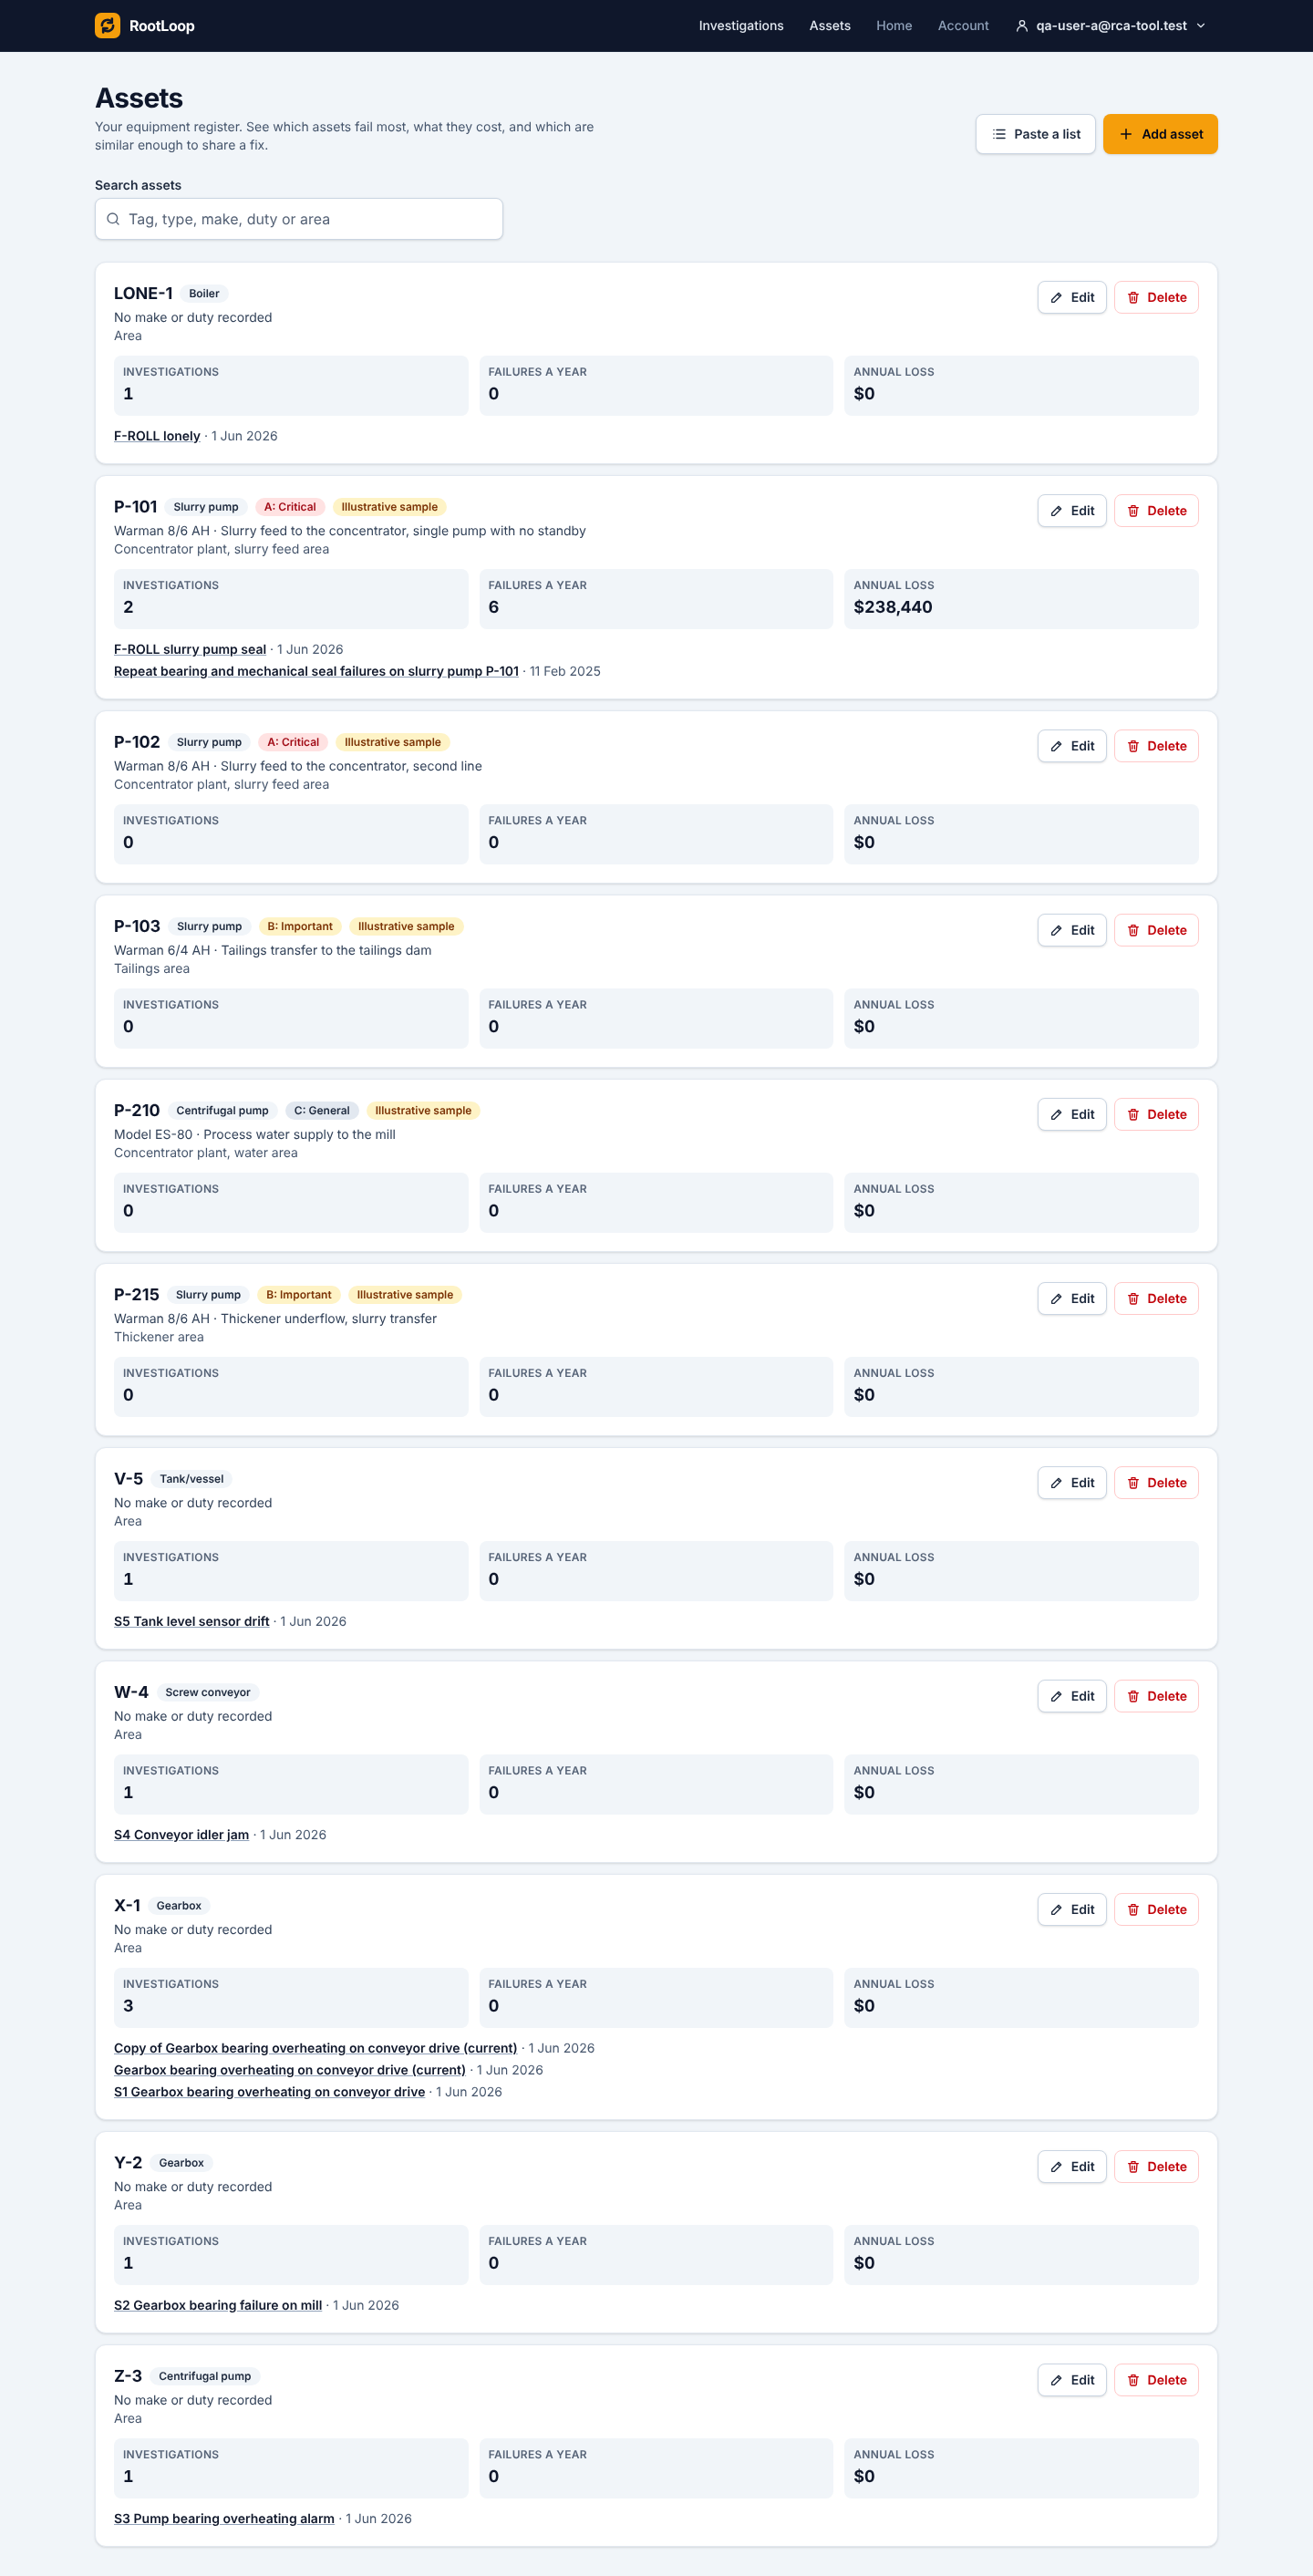 RootLoop
Investigations
Assets
Home
Account
qa-user-a@rca-tool.test
Assets
Your equipment register. See which assets fail most, what they cost, and which are
similar enough to share a fix.
Paste a list
Add asset
Search assets
Tag, type, make, duty or area
LONE-1 Boiler
Edit Delete
No make or duty recorded
Area
INVESTIGATIONS FAILURES A YEAR ANNUAL LOSS
1 0 $0
F-ROLL lonely · 1 Jun 2026
P-101 Slurry pump A: Critical Illustrative sample
Edit Delete
Warman 8/6 AH · Slurry feed to the concentrator, single pump with no standby
Concentrator plant, slurry feed area
INVESTIGATIONS FAILURES A YEAR ANNUAL LOSS
2 6 $238,440
F-ROLL slurry pump seal · 1 Jun 2026
Repeat bearing and mechanical seal failures on slurry pump P-101 · 11 Feb 2025
P-102 Slurry pump A: Critical Illustrative sample
Edit Delete
Warman 8/6 AH · Slurry feed to the concentrator, second line
Concentrator plant, slurry feed area
INVESTIGATIONS FAILURES A YEAR ANNUAL LOSS
0 0 $0
P-103 Slurry pump B: Important Illustrative sample
Edit Delete
Warman 6/4 AH · Tailings transfer to the tailings dam
Tailings area
INVESTIGATIONS FAILURES A YEAR ANNUAL LOSS
0 0 $0
P-210 Centrifugal pump C: General Illustrative sample
Edit Delete
Model ES-80 · Process water supply to the mill
Concentrator plant, water area
INVESTIGATIONS FAILURES A YEAR ANNUAL LOSS
0 0 $0
P-215 Slurry pump B: Important Illustrative sample
Edit Delete
Warman 8/6 AH · Thickener underflow, slurry transfer
Thickener area
INVESTIGATIONS FAILURES A YEAR ANNUAL LOSS
0 0 $0
V-5 Tank/vessel
Edit Delete
No make or duty recorded
Area
INVESTIGATIONS FAILURES A YEAR ANNUAL LOSS
1 0 $0
S5 Tank level sensor drift · 1 Jun 2026
W-4 Screw conveyor
Edit Delete
No make or duty recorded
Area
INVESTIGATIONS FAILURES A YEAR ANNUAL LOSS
1 0 $0
S4 Conveyor idler jam · 1 Jun 2026
X-1 Gearbox
Edit Delete
No make or duty recorded
Area
INVESTIGATIONS FAILURES A YEAR ANNUAL LOSS
3 0 $0
Copy of Gearbox bearing overheating on conveyor drive (current) · 1 Jun 2026
Gearbox bearing overheating on conveyor drive (current) · 1 Jun 2026
S1 Gearbox bearing overheating on conveyor drive · 1 Jun 2026
Y-2 Gearbox
Edit Delete
No make or duty recorded
Area
INVESTIGATIONS FAILURES A YEAR ANNUAL LOSS
1 0 $0
S2 Gearbox bearing failure on mill · 1 Jun 2026
Z-3 Centrifugal pump
Edit Delete
No make or duty recorded
Area
INVESTIGATIONS FAILURES A YEAR ANNUAL LOSS
1 0 $0
S3 Pump bearing overheating alarm · 1 Jun 2026